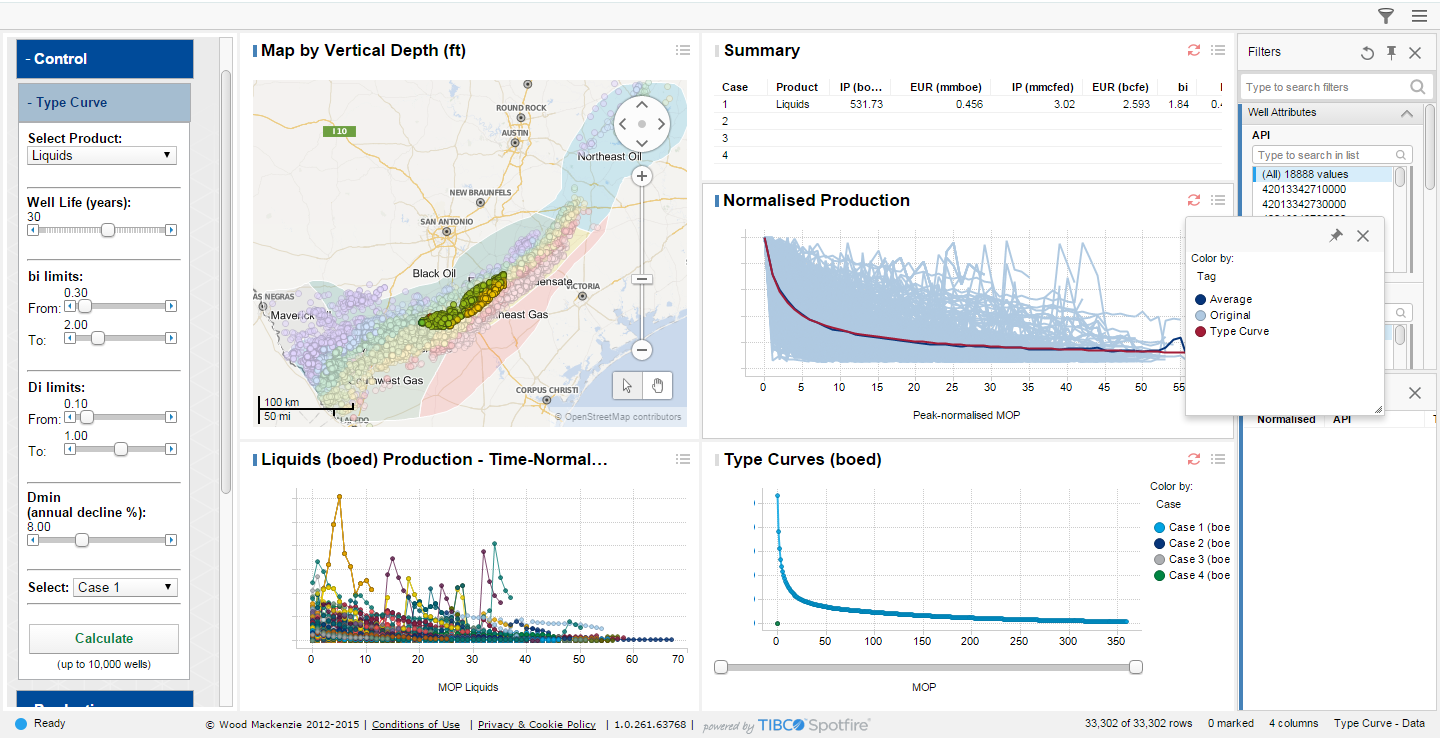 - Control
- Type Curve
Select Product:
Liquids
Well Life (years):
30
bi limits:
0.30
From:
2.00
To:
Di limits:
0.10
From:
1.00
To:
Dmin
(annual decline %):
8.00
Select: Case 1
Calculate
(up to 10,000 wells)
Map by Vertical Depth (ft)
ROUND ROCK
AUSTIN
I 10
Northeast Oil
NEW BRAUNFELS
SAN ANTONIO
Black Oil
VICTORIA
CORPUS CHRISTI
100 km
50 mi
© OpenStreetMap contributors
Summary
Case Product IP (bo... EUR (mmboe) IP (mmcfed) EUR (bcfe) bi
1 Liquids 531.73 0.456 3.02 2.593 1.84 0.4
2
3
4
Normalised Production
0 5 10 15 20 25 30 35 40 45 50 55
Peak-normalised MOP
Color by:
Tag
Average
Original
Type Curve
Liquids (boed) Production - Time-Normal...
0 10 20 30 40 50 60 70
MOP Liquids
Type Curves (boed)
0 50 100 150 200 250 300 350
MOP
Color by:
Case
Case 1 (boe
Case 2 (boe
Case 3 (boe
Case 4 (boe
Filters
Type to search filters
Well Attributes
API
Type to search in list
(All) 18888 values
42013342710000
42013342730000
Normalised API
Ready
© Wood Mackenzie 2012-2015 | Conditions of Use | Privacy & Cookie Policy | 1.0.261.63768 | powered by TIBCO Spotfire®
33,302 of 33,302 rows 0 marked 4 columns Type Curve - Data